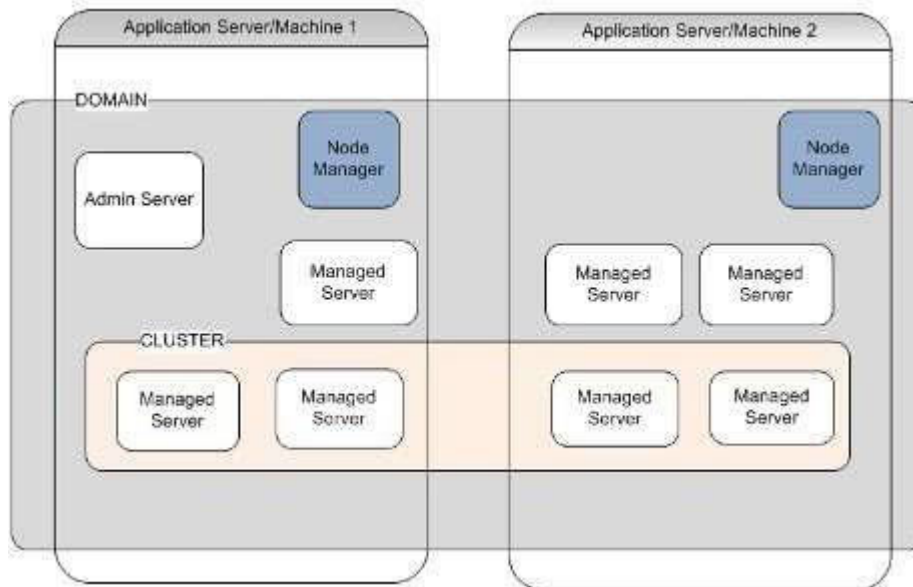 Application Server/Machine 1
Application Server/Machine 2
DOMAIN
Node
Manager
Node
Manager
Admin Server
Managed
Server
Managed
Server
Managed
Server
CLUSTER
Managed
Server
Managed
Server
Managed
Server
Managed
Server